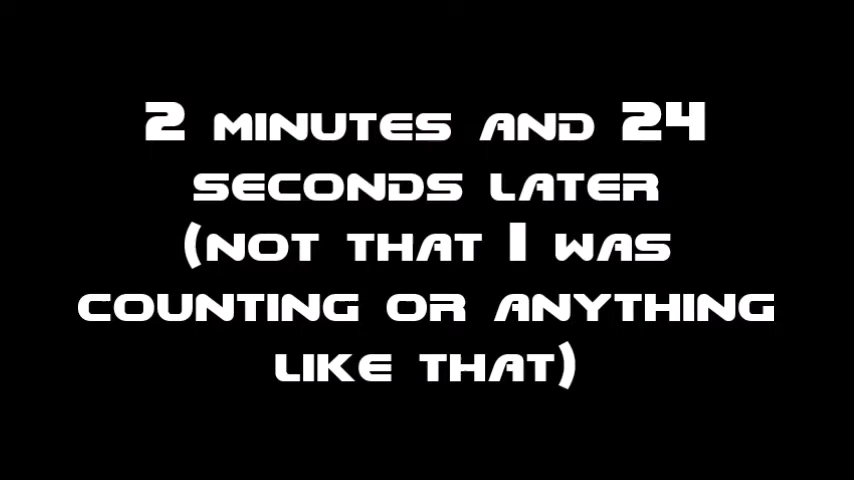 2 minutes and 24
seconds later
(not that I was
counting or anything
like that)